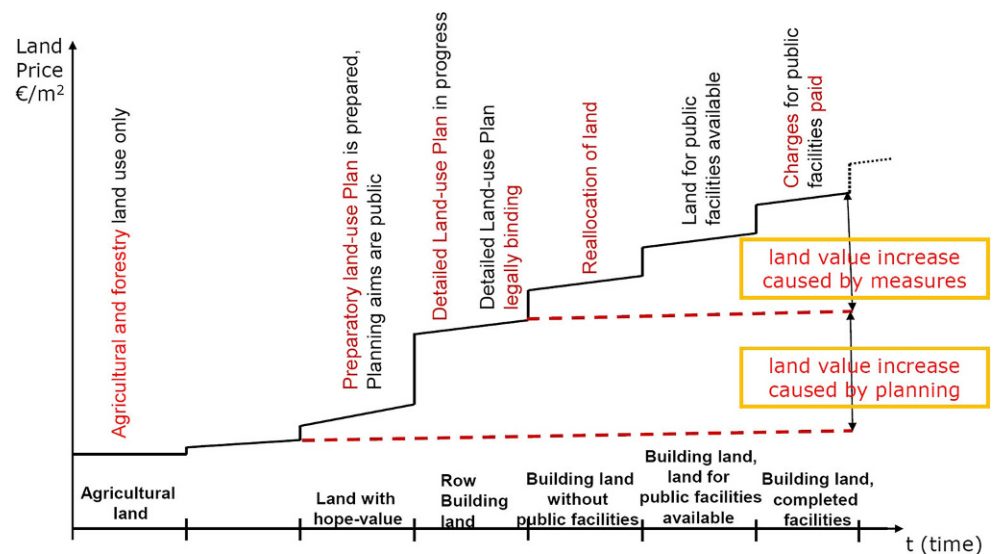 Land
Price
€/m²
Agricultural and forestry land use only
Preparatory land-use Plan is prepared,
Planning aims are public
Detailed Land-use Plan in progress
Detailed Land-use Plan
legally binding
Reallocation of land
Land for public
facilities available
Charges for public
facilities paid
land value increase
caused by measures
land value increase
caused by planning
Agricultural
land
Land with
hope-value
Row
Building
land
Building land
without
public facilities
Building land,
land for
public facilities
available
Building land,
completed
facilities
t (time)